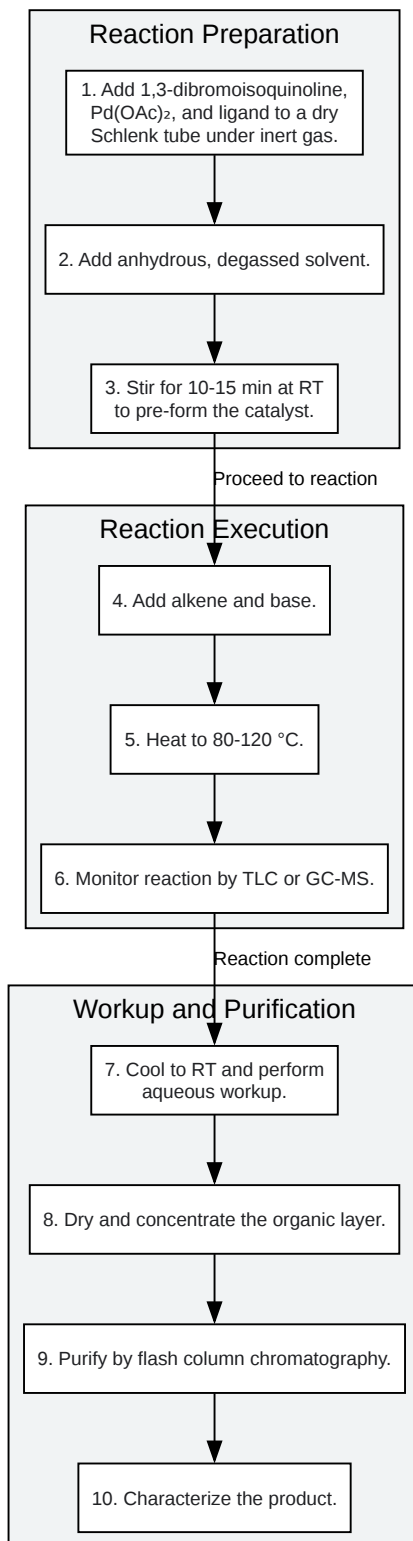 Reaction Preparation
1. Add 1,3-dibromoisoquinoline,
Pd(OAc)₂, and ligand to a dry
Schlenk tube under inert gas.
2. Add anhydrous, degassed solvent.
3. Stir for 10-15 min at RT
to pre-form the catalyst.
Proceed to reaction
Reaction Execution
4. Add alkene and base.
5. Heat to 80-120 °C.
6. Monitor reaction by TLC or GC-MS.
Reaction complete
Workup and Purification
7. Cool to RT and perform
aqueous workup.
8. Dry and concentrate the organic layer.
9. Purify by flash column chromatography.
10. Characterize the product.